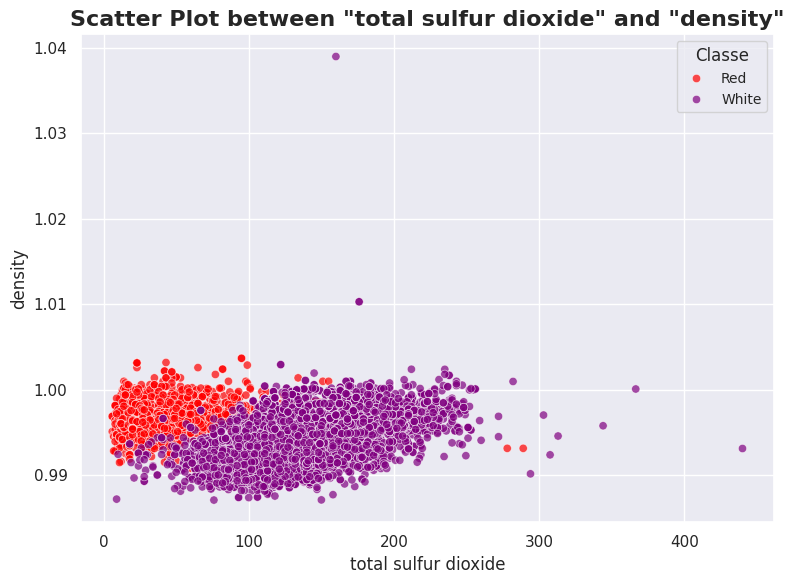 Scatter Plot between "total sulfur dioxide" and "density"
1.04
1.03
1.02
1.01
1.00
0.99
density
Classe
Red
White
0
100
200
300
400
total sulfur dioxide